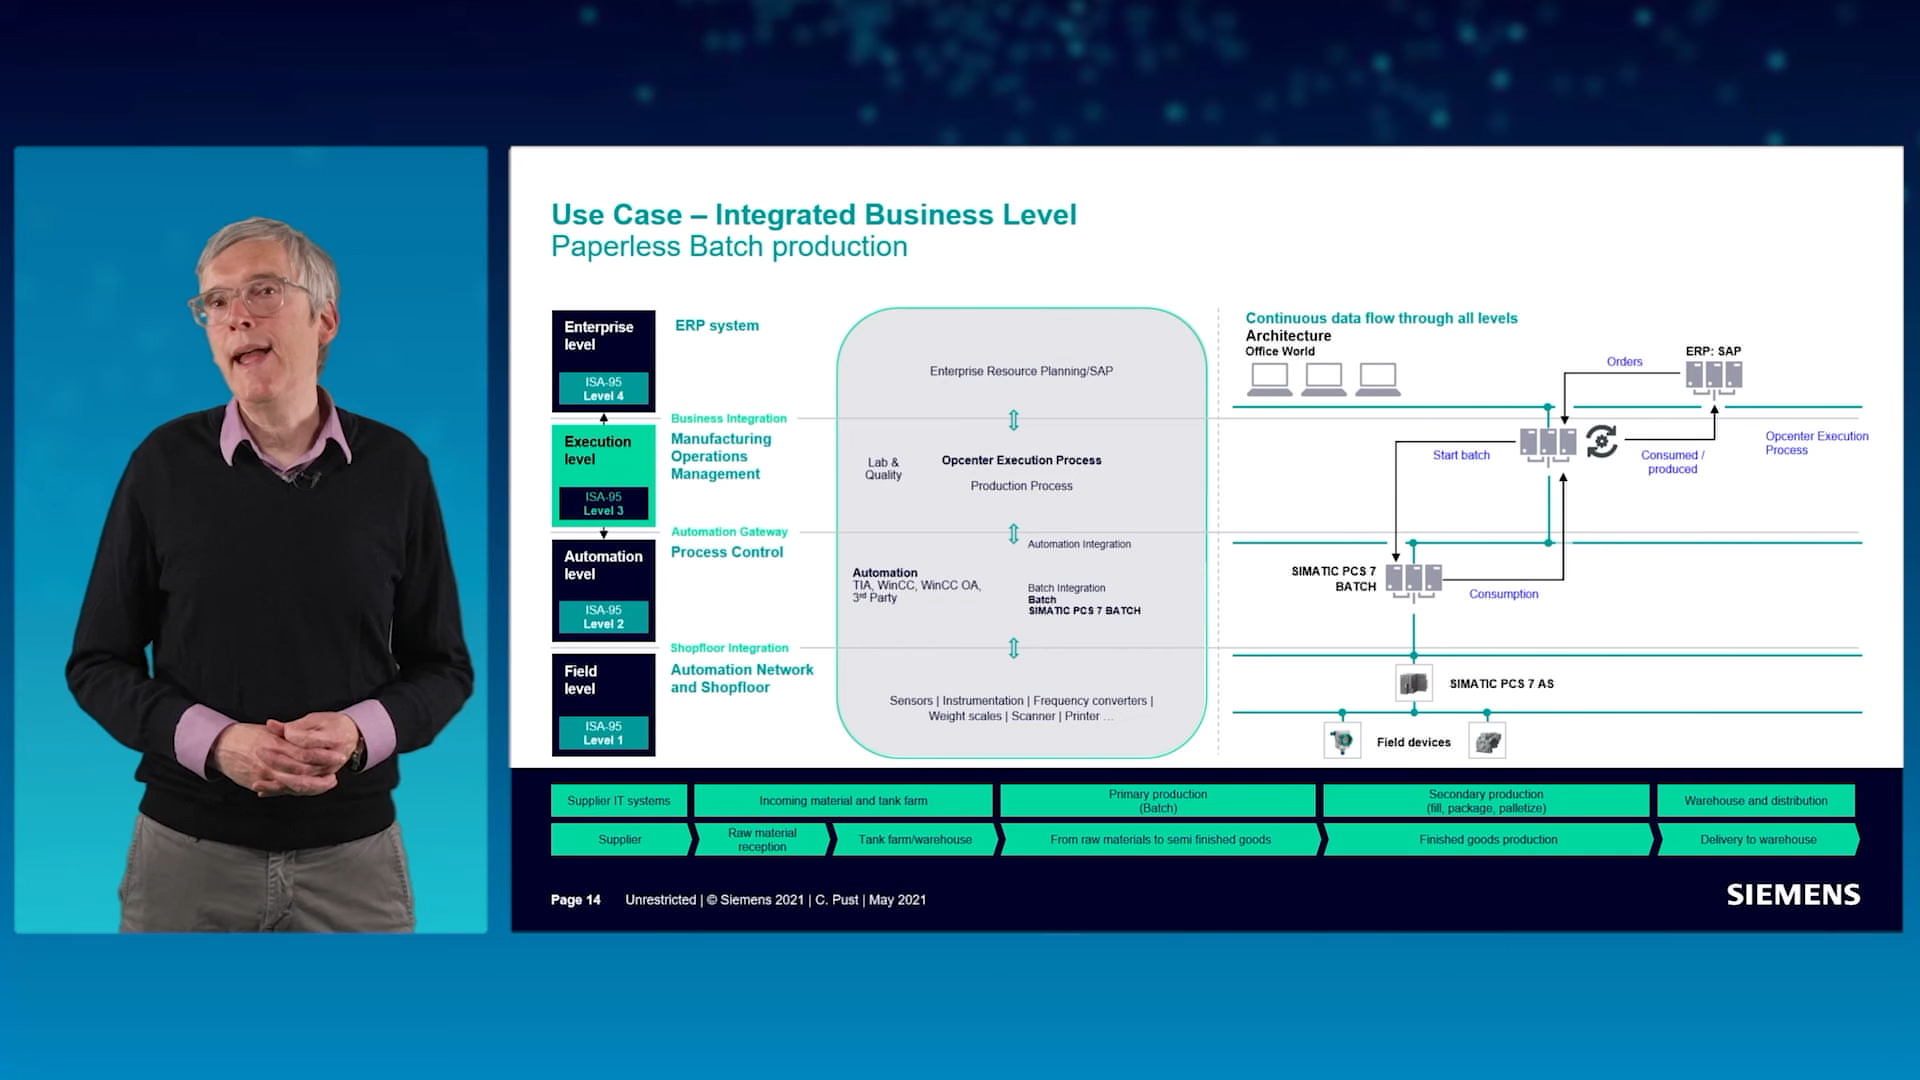 Use Case – Integrated Business Level
Paperless Batch production
Enterprise
level
ISA-95
Level 4
ERP system
Business Integration
Execution
level
ISA-95
Level 3
Manufacturing
Operations
Management
Automation Gateway
Automation
level
ISA-95
Level 2
Process Control
Shopfloor Integration
Field
level
ISA-95
Level 1
Automation Network
and Shopfloor
Enterprise Resource Planning/SAP
Lab &
Quality
Opcenter Execution Process
Production Process
Automation Integration
Automation
TIA, WinCC, WinCC OA,
3rd Party
Batch Integration
Batch
SIMATIC PCS 7 BATCH
Sensors | Instrumentation | Frequency converters |
Weight scales | Scanner | Printer ...
Continuous data flow through all levels
Architecture
Office World
Orders
ERP: SAP
Start batch
Consumed /
produced
Opcenter Execution
Process
SIMATIC PCS 7
BATCH
Consumption
SIMATIC PCS 7 AS
Field devices
Supplier IT systems
Incoming material and tank farm
Primary production
(Batch)
Secondary production
(fill, package, palletize)
Warehouse and distribution
Supplier
Raw material
reception
Tank farm/warehouse
From raw materials to semi finished goods
Finished goods production
Delivery to warehouse
Page 14 Unrestricted | © Siemens 2021 | C. Pust | May 2021
SIEMENS